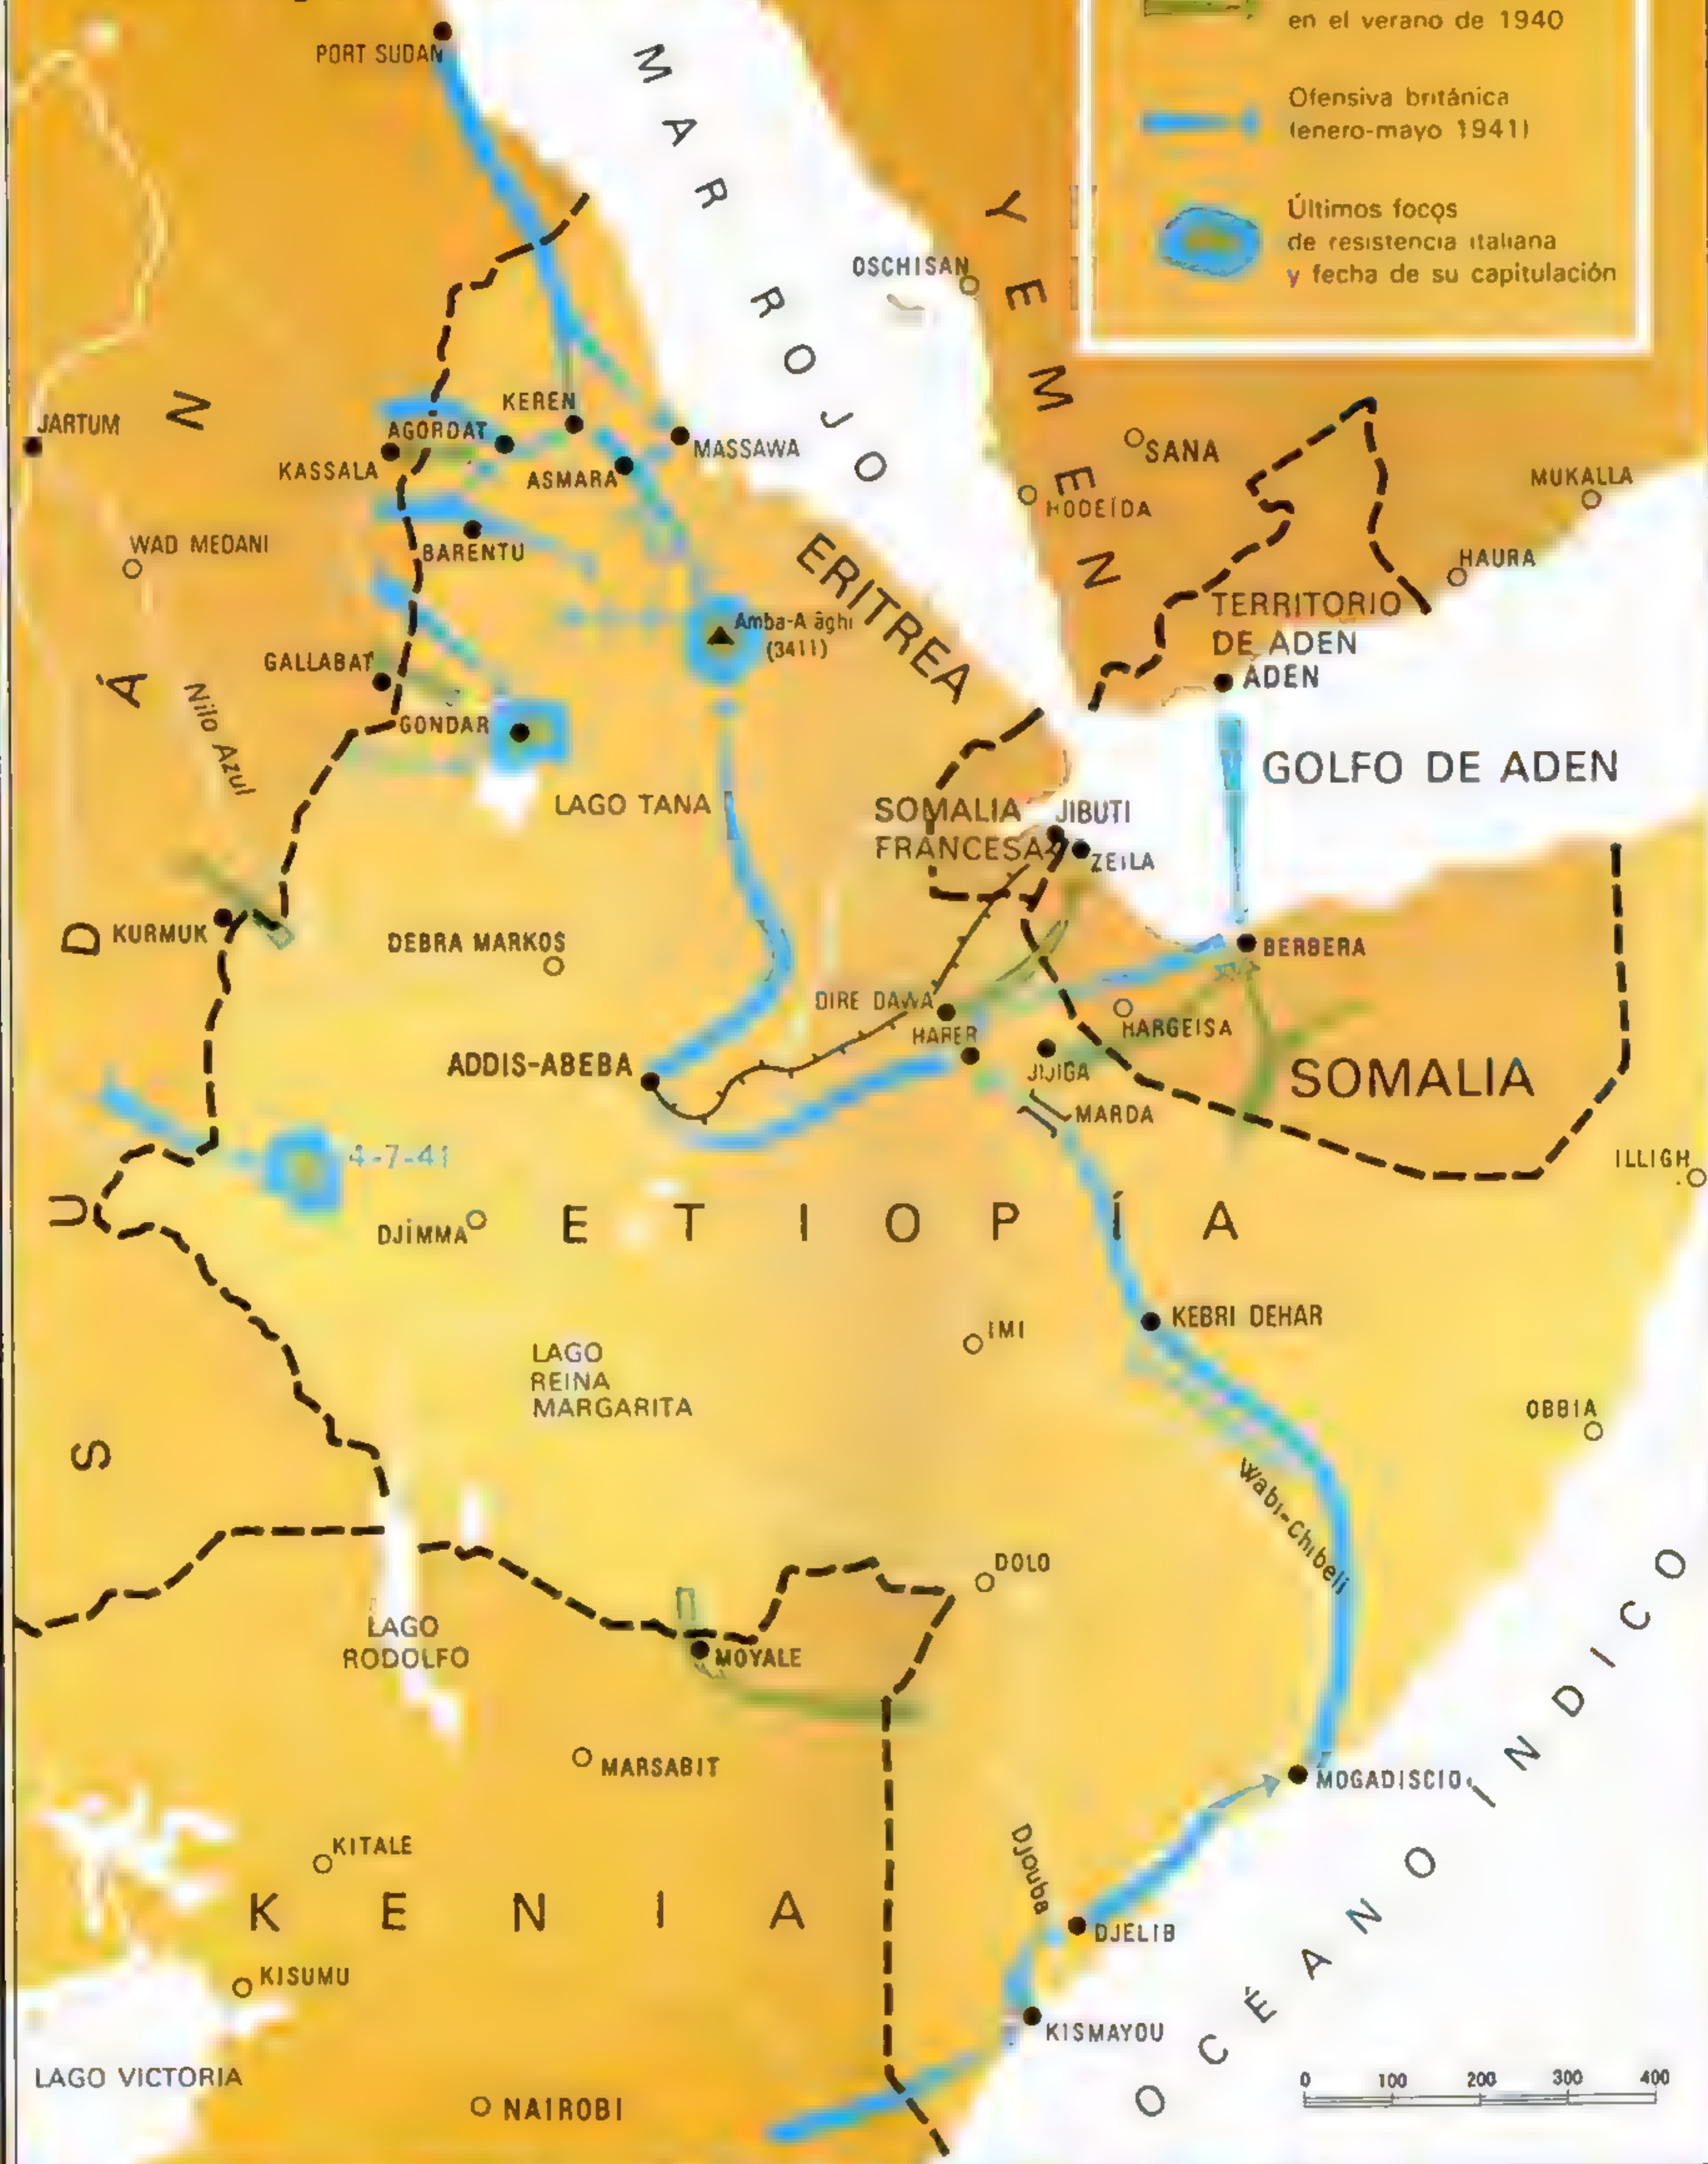 en el verano de 1940
Ofensiva británica
(enero-mayo 1941)
Últimos focos
de resistencia italiana
y fecha de su capitulación
PORT SUDAN
MAR ROJO
YEMEN
OSCHISAN
JARTUM
KEREN
AGORDAT
KASSALA
ASMARA
MASSAWA
SANA
HODEÍDA
MUKALLA
WAD MEDANI
BARENTU
HAURA
ERITREA
TERRITORIO
DE ADEN
ADEN
Amba-A āghi
(3411)
GALLABAT
GONDAR
Nilo Azul
GOLFO DE ADEN
LAGO TANA
SOMALIA
FRANCESA
JIBUTI
ZEILA
KURMUK
DEBRA MARKOS
BERBERA
DIRE DAWA
HARER
HARGEISA
ADDIS-ABEBA
JIJIGA
SOMALIA
MARDA
4-7-41
ILLIGH
DJIMMA
ETIOPÍA
SUDÁN
KEBRI DEHAR
IMI
LAGO
REINA
MARGARITA
OBBIA
Wabi-Chibeli
DOLO
LAGO
RODOLFO
MOYALE
MARSABIT
MOGADISCIO
KITALE
Djouba
KENIA
DJELIB
KISUMU
KISMAYOU
OCÉANO INDICO
LAGO VICTORIA
NAIROBI
0 100 200 300 400